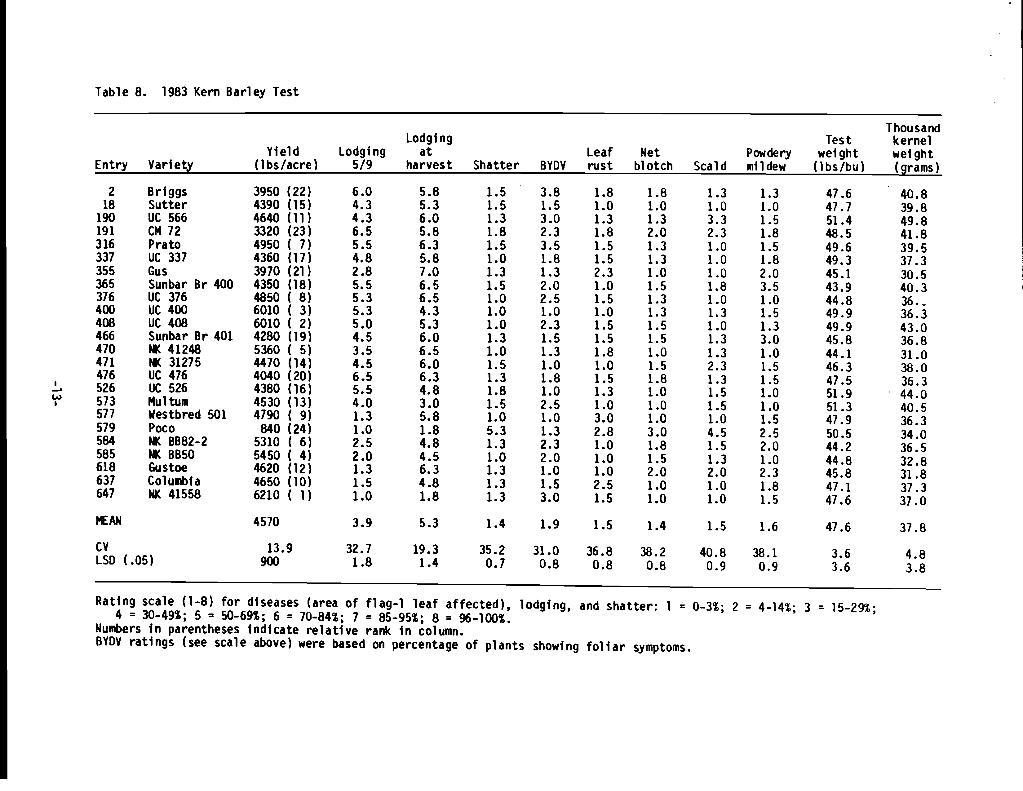 Table 8. 1983 Kern Barley Test
Entry Variety Yield (lbs/acre) Lodging 5/9 Lodging at harvest Shatter BYDV Leaf rust Net blotch Scald Powdery mildew Test weight (lbs/bu) Thousand kernel weight (grams)
2 Briggs 3950 (22) 6.0 5.8 1.5 3.8 1.8 1.8 1.3 1.3 47.6 40.8
18 Sutter 4390 (15) 4.3 5.3 1.5 1.5 1.0 1.0 1.0 1.0 47.7 39.8
190 UC 566 4640 (11) 4.3 6.0 1.3 3.0 1.3 1.3 3.3 1.5 51.4 49.8
191 CM 72 3320 (23) 6.5 5.8 1.8 2.3 1.8 2.0 2.3 1.8 48.5 41.8
316 Prato 4950 ( 7) 5.5 6.3 1.5 3.5 1.5 1.3 1.0 1.5 49.6 39.5
337 UC 337 4360 (17) 4.8 5.8 1.0 1.8 1.5 1.3 1.0 1.8 49.3 37.3
355 Gus 3970 (21) 2.8 7.0 1.3 1.3 2.3 1.0 1.0 2.0 45.1 30.5
365 Sunbar Br 400 4350 (18) 5.5 6.5 1.5 2.0 1.0 1.5 1.8 3.5 43.9 40.3
376 UC 376 4850 ( 8) 5.3 6.5 1.0 2.5 1.5 1.3 1.0 1.0 44.8 36.
400 UC 400 6010 ( 3) 5.3 4.3 1.0 1.0 1.0 1.3 1.3 1.5 49.9 36.3
408 UC 408 6010 ( 2) 5.0 5.3 1.0 2.3 1.5 1.5 1.0 1.3 49.9 43.0
466 Sunbar Br 401 4280 (19) 4.5 6.0 1.3 1.5 1.5 1.5 1.3 3.0 45.8 36.8
470 NK 41248 5360 ( 5) 3.5 6.5 1.0 1.3 1.8 1.0 1.3 1.0 44.1 31.0
471 NK 31275 4470 (14) 4.5 6.0 1.5 1.0 1.0 1.5 2.3 1.5 46.3 38.0
476 UC 476 4040 (20) 6.5 6.3 1.3 1.8 1.5 1.8 1.3 1.5 47.5 36.3
526 UC 526 4380 (16) 5.5 4.8 1.8 1.0 1.3 1.0 1.5 1.0 51.9 44.0
573 Multum 4530 (13) 4.0 3.0 1.5 2.5 1.0 1.0 1.5 1.0 51.3 40.5
577 Westbred 501 4790 ( 9) 1.3 5.8 1.0 1.0 3.0 1.0 1.0 1.5 47.9 36.3
579 Poco 840 (24) 1.0 1.8 5.3 1.3 2.8 3.0 4.5 2.5 50.5 34.0
584 NK BB82-2 5310 ( 6) 2.5 4.8 1.3 2.3 1.0 1.8 1.5 2.0 44.2 36.5
585 NK BB50 5450 ( 4) 2.0 4.5 1.0 2.0 1.0 1.5 1.3 1.0 44.8 32.8
618 Gustoe 4620 (12) 1.3 6.3 1.3 1.0 1.0 2.0 2.0 2.3 45.8 31.8
637 Columbia 4650 (10) 1.5 4.8 1.3 1.5 2.5 1.0 1.0 1.8 47.1 37.3
647 NK 41558 6210 ( 1) 1.0 1.8 1.3 3.0 1.5 1.0 1.0 1.5 47.6 37.0
MEAN 4570 3.9 5.3 1.4 1.9 1.5 1.4 1.5 1.6 47.6 37.8
CV 13.9 32.7 19.3 35.2 31.0 36.8 38.2 40.8 38.1 3.6 4.8
LSD (.05) 900 1.8 1.4 0.7 0.8 0.8 0.8 0.9 0.9 3.6 3.8
Rating scale (1-8) for diseases (area of flag-1 leaf affected), lodging, and shatter: 1 = 0-3%; 2 = 4-14%; 3 = 15-29%;
4 = 30-49%; 5 = 50-69%; 6 = 70-84%; 7 = 85-95%; 8 = 96-100%.
Numbers in parentheses indicate relative rank in column.
BYDV ratings (see scale above) were based on percentage of plants showing foliar symptoms.
-13-